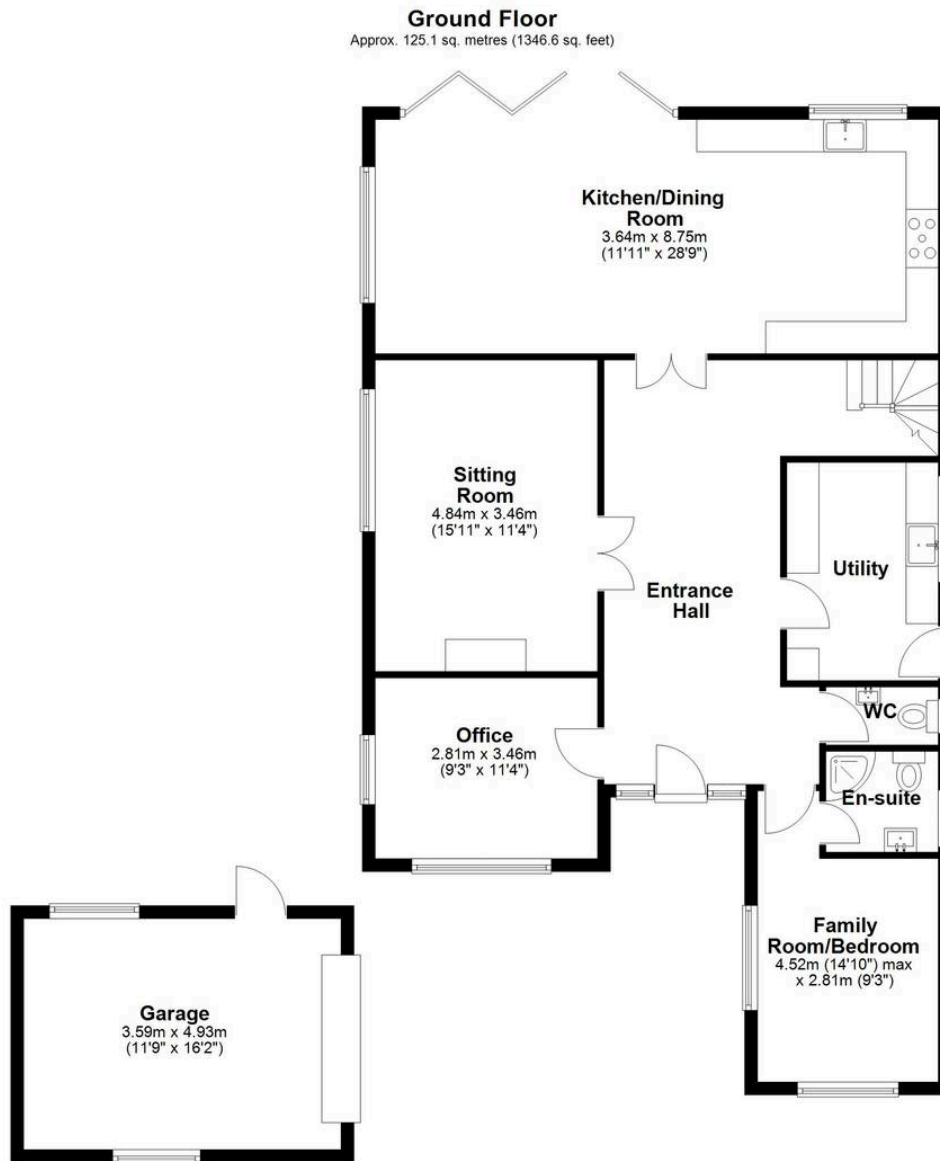 Ground Floor
Approx. 125.1 sq. metres (1346.6 sq. feet)
Kitchen/Dining
Room
3.64m x 8.75m
(11'11" x 28'9")
Sitting
Room
4.84m x 3.46m
(15'11" x 11'4")
Utility
Entrance
Hall
WC
Office
2.81m x 3.46m
(9'3" x 11'4")
En-suite
Family
Room/Bedroom
4.52m (14'10") max
x 2.81m (9'3")
Garage
3.59m x 4.93m
(11'9" x 16'2")